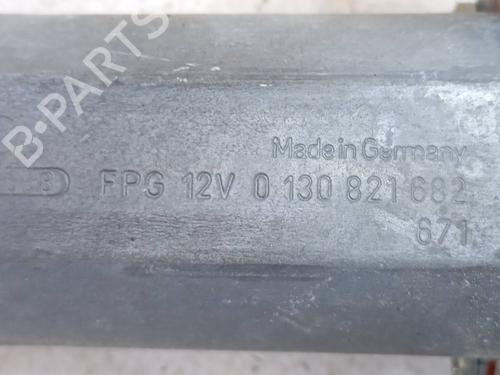 B-PARTS
Made in Germany
FPG 12V 0 130 821 682
671